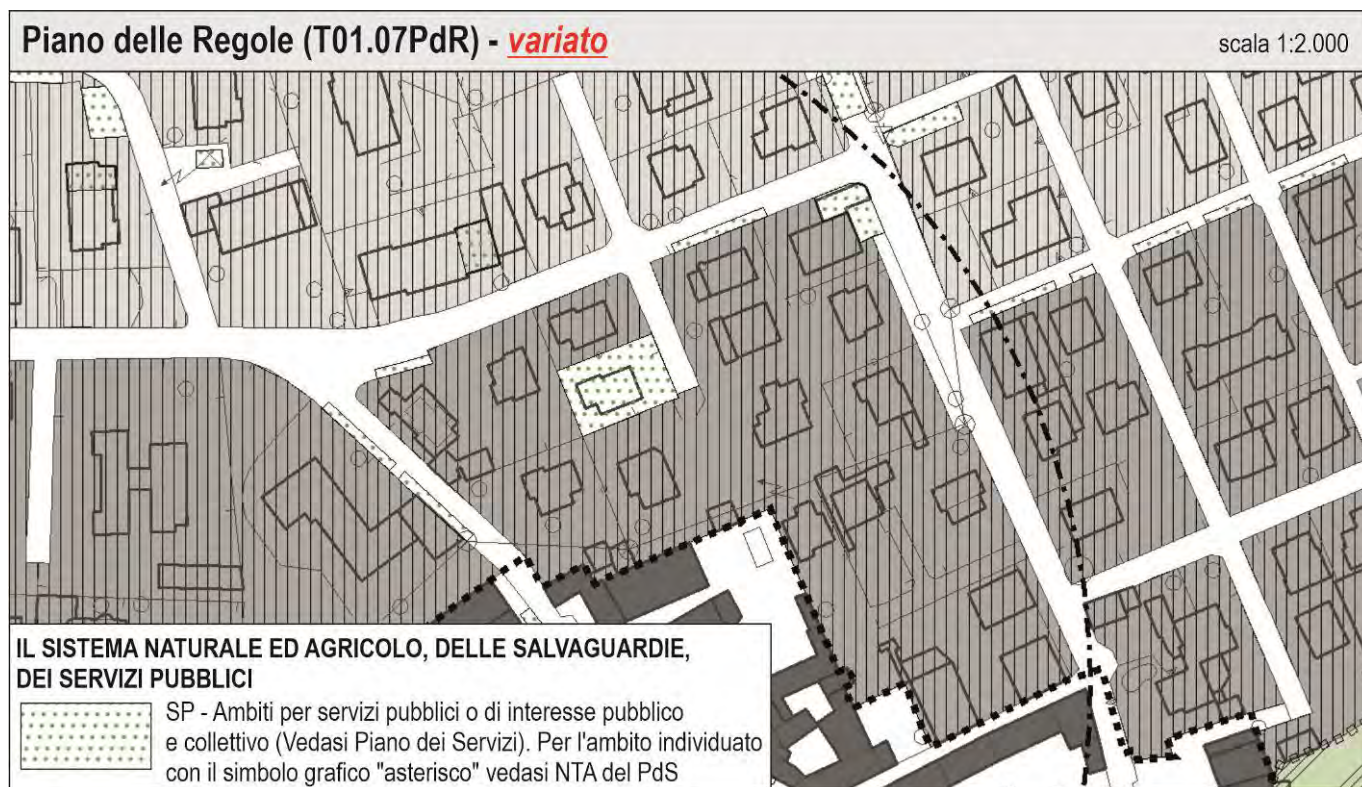 Piano delle Regole (T01.07PdR) - variato
scala 1:2.000
IL SISTEMA NATURALE ED AGRICOLO, DELLE SALVAGUARDIE,
DEI SERVIZI PUBBLICI
SP - Ambiti per servizi pubblici o di interesse pubblico
e collettivo (Vedasi Piano dei Servizi). Per l'ambito individuato
con il simbolo grafico "asterisco" vedasi NTA del PdS